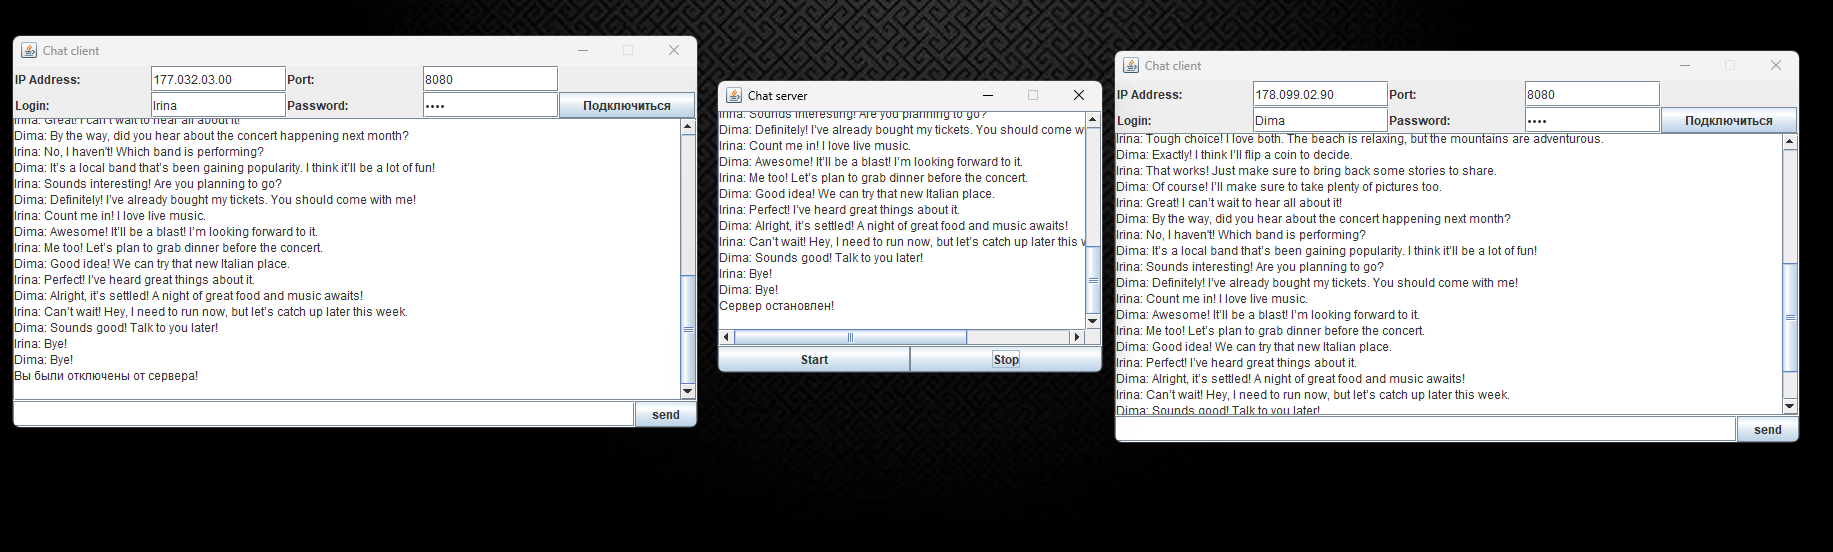 Chat client
IP Address: 177.032.03.00 Port: 8080
Login: Irina Password: •••• Подключиться
Irina: Great! I can't wait to hear all about it!
Dima: By the way, did you hear about the concert happening next month?
Irina: No, I haven't! Which band is performing?
Dima: It's a local band that's been gaining popularity. I think it'll be a lot of fun!
Irina: Sounds interesting! Are you planning to go?
Dima: Definitely! I've already bought my tickets. You should come with me!
Irina: Count me in! I love live music.
Dima: Awesome! It'll be a blast! I'm looking forward to it.
Irina: Me too! Let's plan to grab dinner before the concert.
Dima: Good idea! We can try that new Italian place.
Irina: Perfect! I've heard great things about it.
Dima: Alright, it's settled! A night of great food and music awaits!
Irina: Can't wait! Hey, I need to run now, but let's catch up later this week.
Dima: Sounds good! Talk to you later!
Irina: Bye!
Dima: Bye!
Вы были отключены от сервера!
send
Chat server
Irina: Sounds interesting! Are you planning to go?
Dima: Definitely! I've already bought my tickets. You should come w
Irina: Count me in! I love live music.
Dima: Awesome! It'll be a blast! I'm looking forward to it.
Irina: Me too! Let's plan to grab dinner before the concert.
Dima: Good idea! We can try that new Italian place.
Irina: Perfect! I've heard great things about it.
Dima: Alright, it's settled! A night of great food and music awaits!
Irina: Can't wait! Hey, I need to run now, but let's catch up later this w
Dima: Sounds good! Talk to you later!
Irina: Bye!
Dima: Bye!
Сервер остановлен!
Start Stop
Chat client
IP Address: 178.099.02.90 Port: 8080
Login: Dima Password: •••• Подключиться
Irina: Tough choice! I love both. The beach is relaxing, but the mountains are adventurous.
Dima: Exactly! I think I'll flip a coin to decide.
Irina: That works! Just make sure to bring back some stories to share.
Dima: Of course! I'll make sure to take plenty of pictures too.
Irina: Great! I can't wait to hear all about it!
Dima: By the way, did you hear about the concert happening next month?
Irina: No, I haven't! Which band is performing?
Dima: It's a local band that's been gaining popularity. I think it'll be a lot of fun!
Irina: Sounds interesting! Are you planning to go?
Dima: Definitely! I've already bought my tickets. You should come with me!
Irina: Count me in! I love live music.
Dima: Awesome! It'll be a blast! I'm looking forward to it.
Irina: Me too! Let's plan to grab dinner before the concert.
Dima: Good idea! We can try that new Italian place.
Irina: Perfect! I've heard great things about it.
Dima: Alright, it's settled! A night of great food and music awaits!
Irina: Can't wait! Hey, I need to run now, but let's catch up later this week.
Dima: Sounds good! Talk to you later!
send